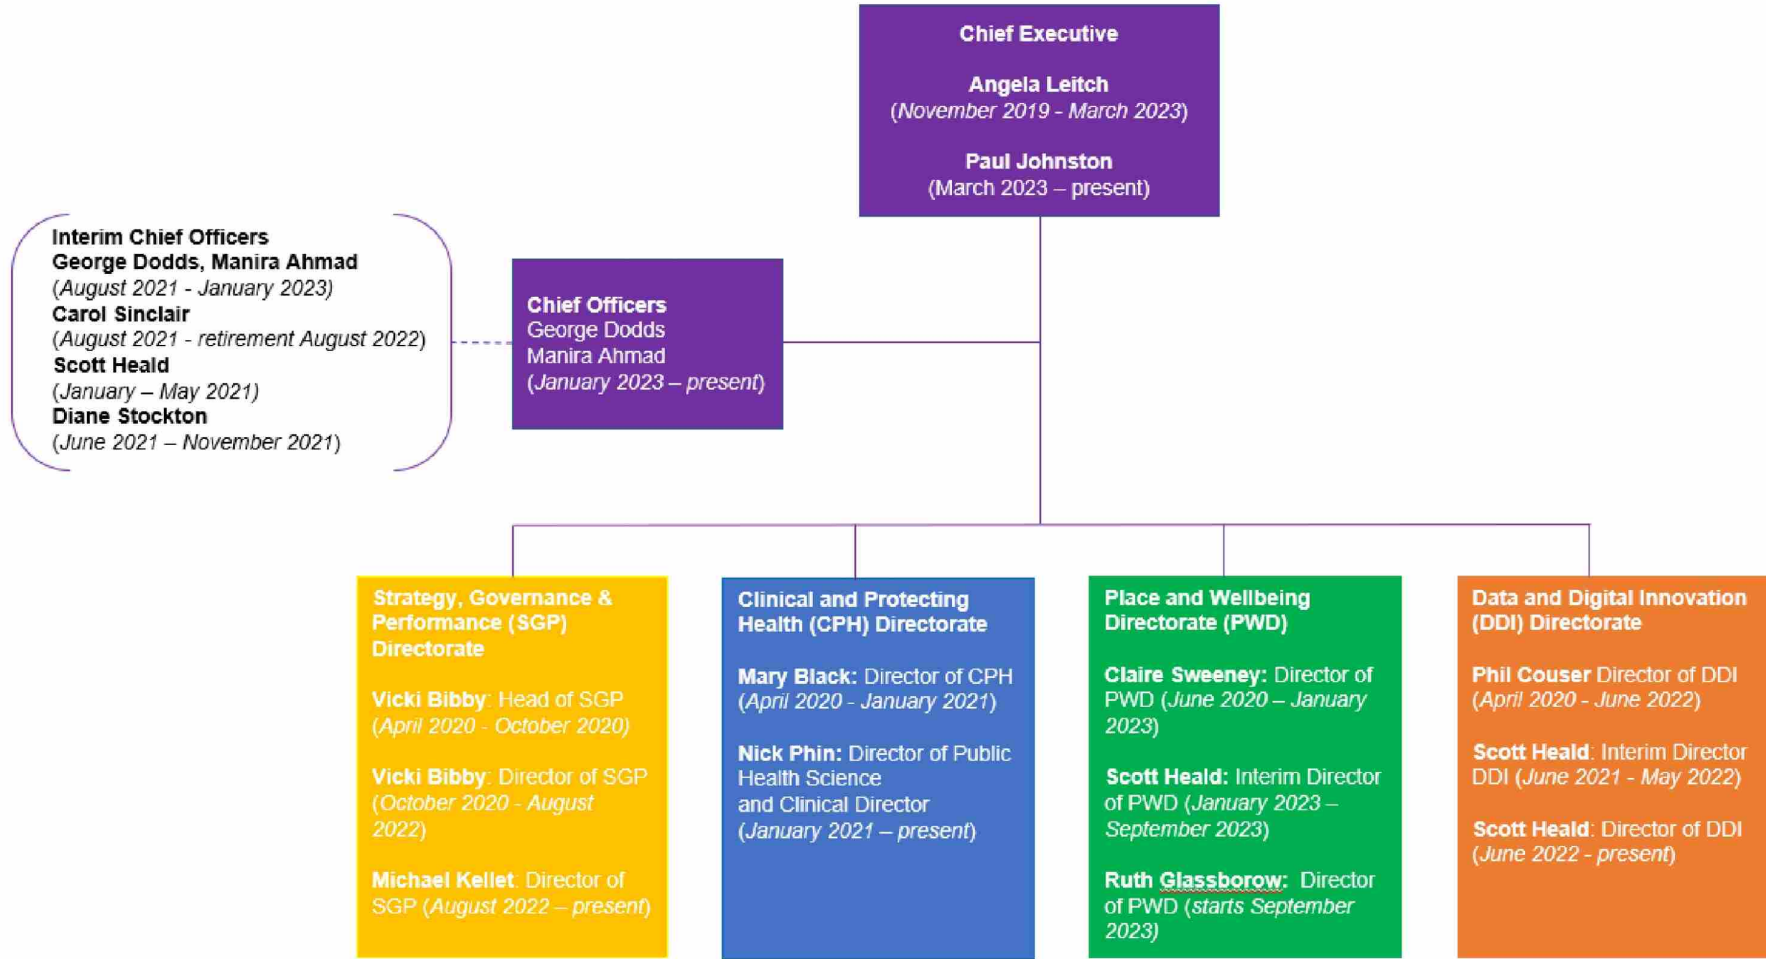 Chief Executive
Angela Leitch
(November 2019 - March 2023)
Paul Johnston
(March 2023 – present)
Interim Chief Officers
George Dodds, Manira Ahmad
(August 2021 - January 2023)
Carol Sinclair
(August 2021 - retirement August 2022)
Scott Heald
(January – May 2021)
Diane Stockton
(June 2021 – November 2021)
Chief Officers
George Dodds
Manira Ahmad
(January 2023 – present)
Strategy, Governance &
Performance (SGP)
Directorate
Vicki Bibby: Head of SGP
(April 2020 - October 2020)
Vicki Bibby: Director of SGP
(October 2020 - August
2022)
Michael Kellet: Director of
SGP (August 2022 – present)
Clinical and Protecting
Health (CPH) Directorate
Mary Black: Director of CPH
(April 2020 - January 2021)
Nick Phin: Director of Public
Health Science
and Clinical Director
(January 2021 – present)
Place and Wellbeing
Directorate (PWD)
Claire Sweeney: Director of
PWD (June 2020 – January
2023)
Scott Heald: Interim Director
of PWD (January 2023 –
September 2023)
Ruth Glassborow: Director
of PWD (starts September
2023)
Data and Digital Innovation
(DDI) Directorate
Phil Couser Director of DDI
(April 2020 - June 2022)
Scott Heald: Interim Director
DDI (June 2021 - May 2022)
Scott Heald: Director of DDI
(June 2022 - present)